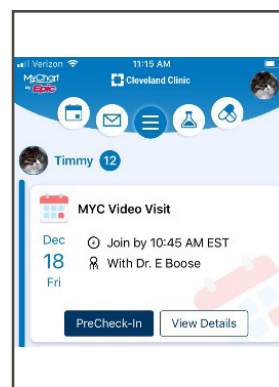 Verizon 11:15 AM
MyChart Cleveland Clinic
by Epic
Timmy 12
MYC Video Visit
Dec
18
Fri
Join by 10:45 AM EST
With Dr. E Boose
PreCheck-In View Details